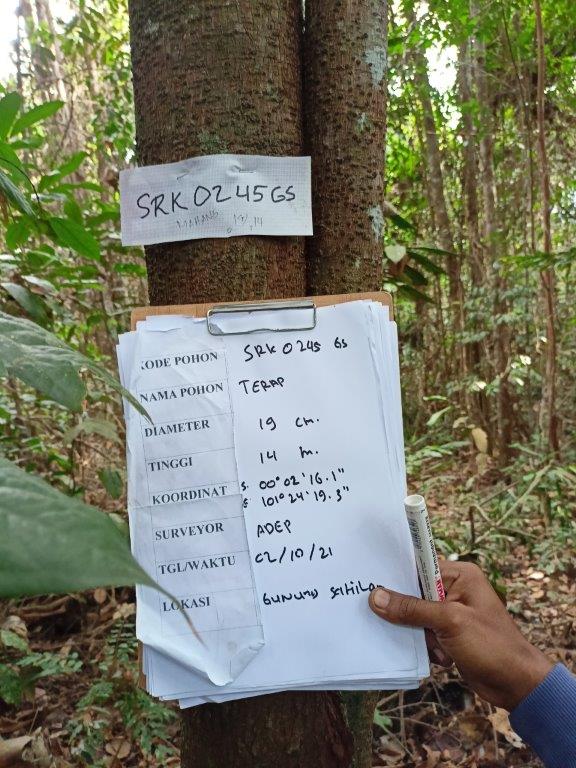 SRK 0245 GS
19/14
KODE POHON SRK 0245 GS
NAMA POHON TERAP
DIAMETER 19 cm.
TINGGI 14 m.
KOORDINAT S. 00° 02' 16.1"
E 101° 24' 19.3"
SURVEYOR ADEP
TGL/WAKTU 02/10/21
LOKASI GUNUNG SAHILAN